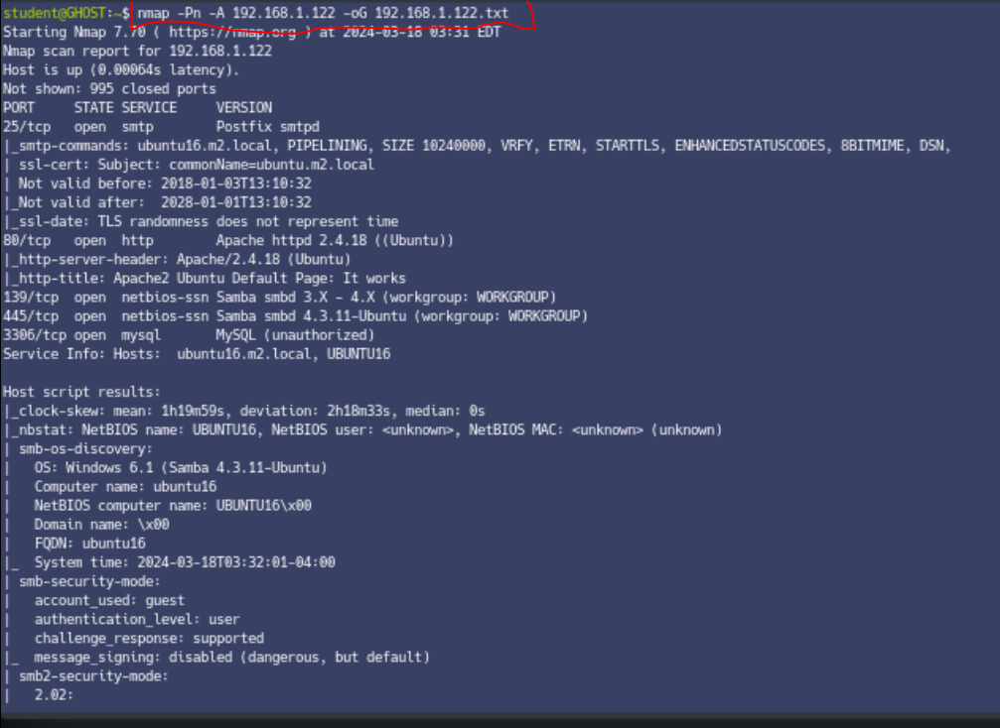 student@GHOST:~$ nmap -Pn -A 192.168.1.122 -oG 192.168.1.122.txt
Starting Nmap 7.70 ( https://nmap.org ) at 2024-03-18 03:31 EDT
Nmap scan report for 192.168.1.122
Host is up (0.00064s latency).
Not shown: 995 closed ports
PORT     STATE SERVICE     VERSION
25/tcp   open  smtp        Postfix smtpd
|_smtp-commands: ubuntu16.m2.local, PIPELINING, SIZE 10240000, VRFY, ETRN, STARTTLS, ENHANCEDSTATUSCODES, 8BITMIME, DSN,
| ssl-cert: Subject: commonName=ubuntu.m2.local
| Not valid before: 2018-01-03T13:10:32
|_Not valid after:  2028-01-01T13:10:32
|_ssl-date: TLS randomness does not represent time
80/tcp   open  http        Apache httpd 2.4.18 ((Ubuntu))
|_http-server-header: Apache/2.4.18 (Ubuntu)
|_http-title: Apache2 Ubuntu Default Page: It works
139/tcp  open  netbios-ssn Samba smbd 3.X - 4.X (workgroup: WORKGROUP)
445/tcp  open  netbios-ssn Samba smbd 4.3.11-Ubuntu (workgroup: WORKGROUP)
3306/tcp open  mysql       MySQL (unauthorized)
Service Info: Hosts:  ubuntu16.m2.local, UBUNTU16

Host script results:
|_clock-skew: mean: 1h19m59s, deviation: 2h18m33s, median: 0s
|_nbstat: NetBIOS name: UBUNTU16, NetBIOS user: <unknown>, NetBIOS MAC: <unknown> (unknown)
| smb-os-discovery:
|   OS: Windows 6.1 (Samba 4.3.11-Ubuntu)
|   Computer name: ubuntu16
|   NetBIOS computer name: UBUNTU16\x00
|   Domain name: \x00
|   FQDN: ubuntu16
|_  System time: 2024-03-18T03:32:01-04:00
| smb-security-mode:
|   account_used: guest
|   authentication_level: user
|   challenge_response: supported
|_  message_signing: disabled (dangerous, but default)
| smb2-security-mode:
|   2.02: